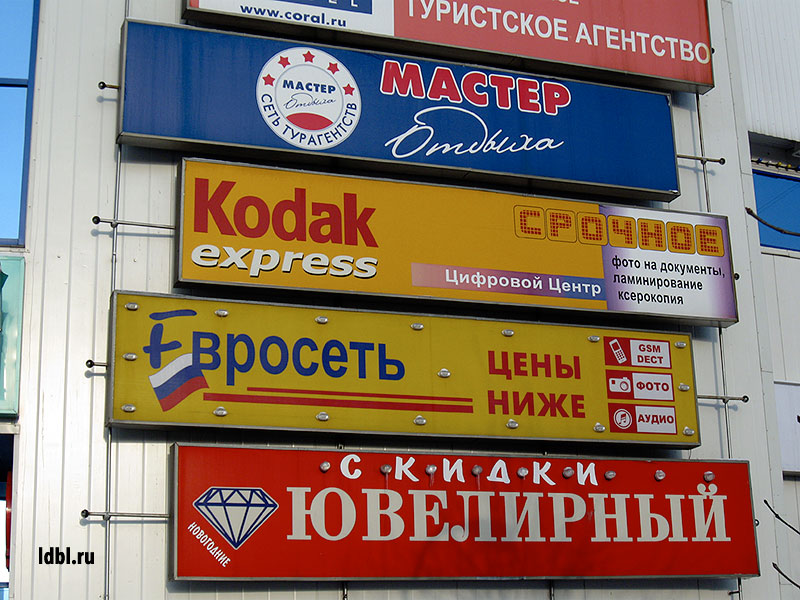 www.coral.ru
ТУРИСТСКОЕ АГЕНТСТВО
МАСТЕР
Отдыха
СЕТЬ ТУРАГЕНТСТВ
МАСТЕР
Отдыха
Kodak
express
Цифровой Центр
СРОЧНОЕ
фото на документы,
ламинирование
ксерокопия
Евросеть
ЦЕНЫ
НИЖЕ
GSM
DECT
ФОТО
АУДИО
СКИДКИ
НОВОГОДНИЕ
ЮВЕЛИРНЫЙ
ldbl.ru